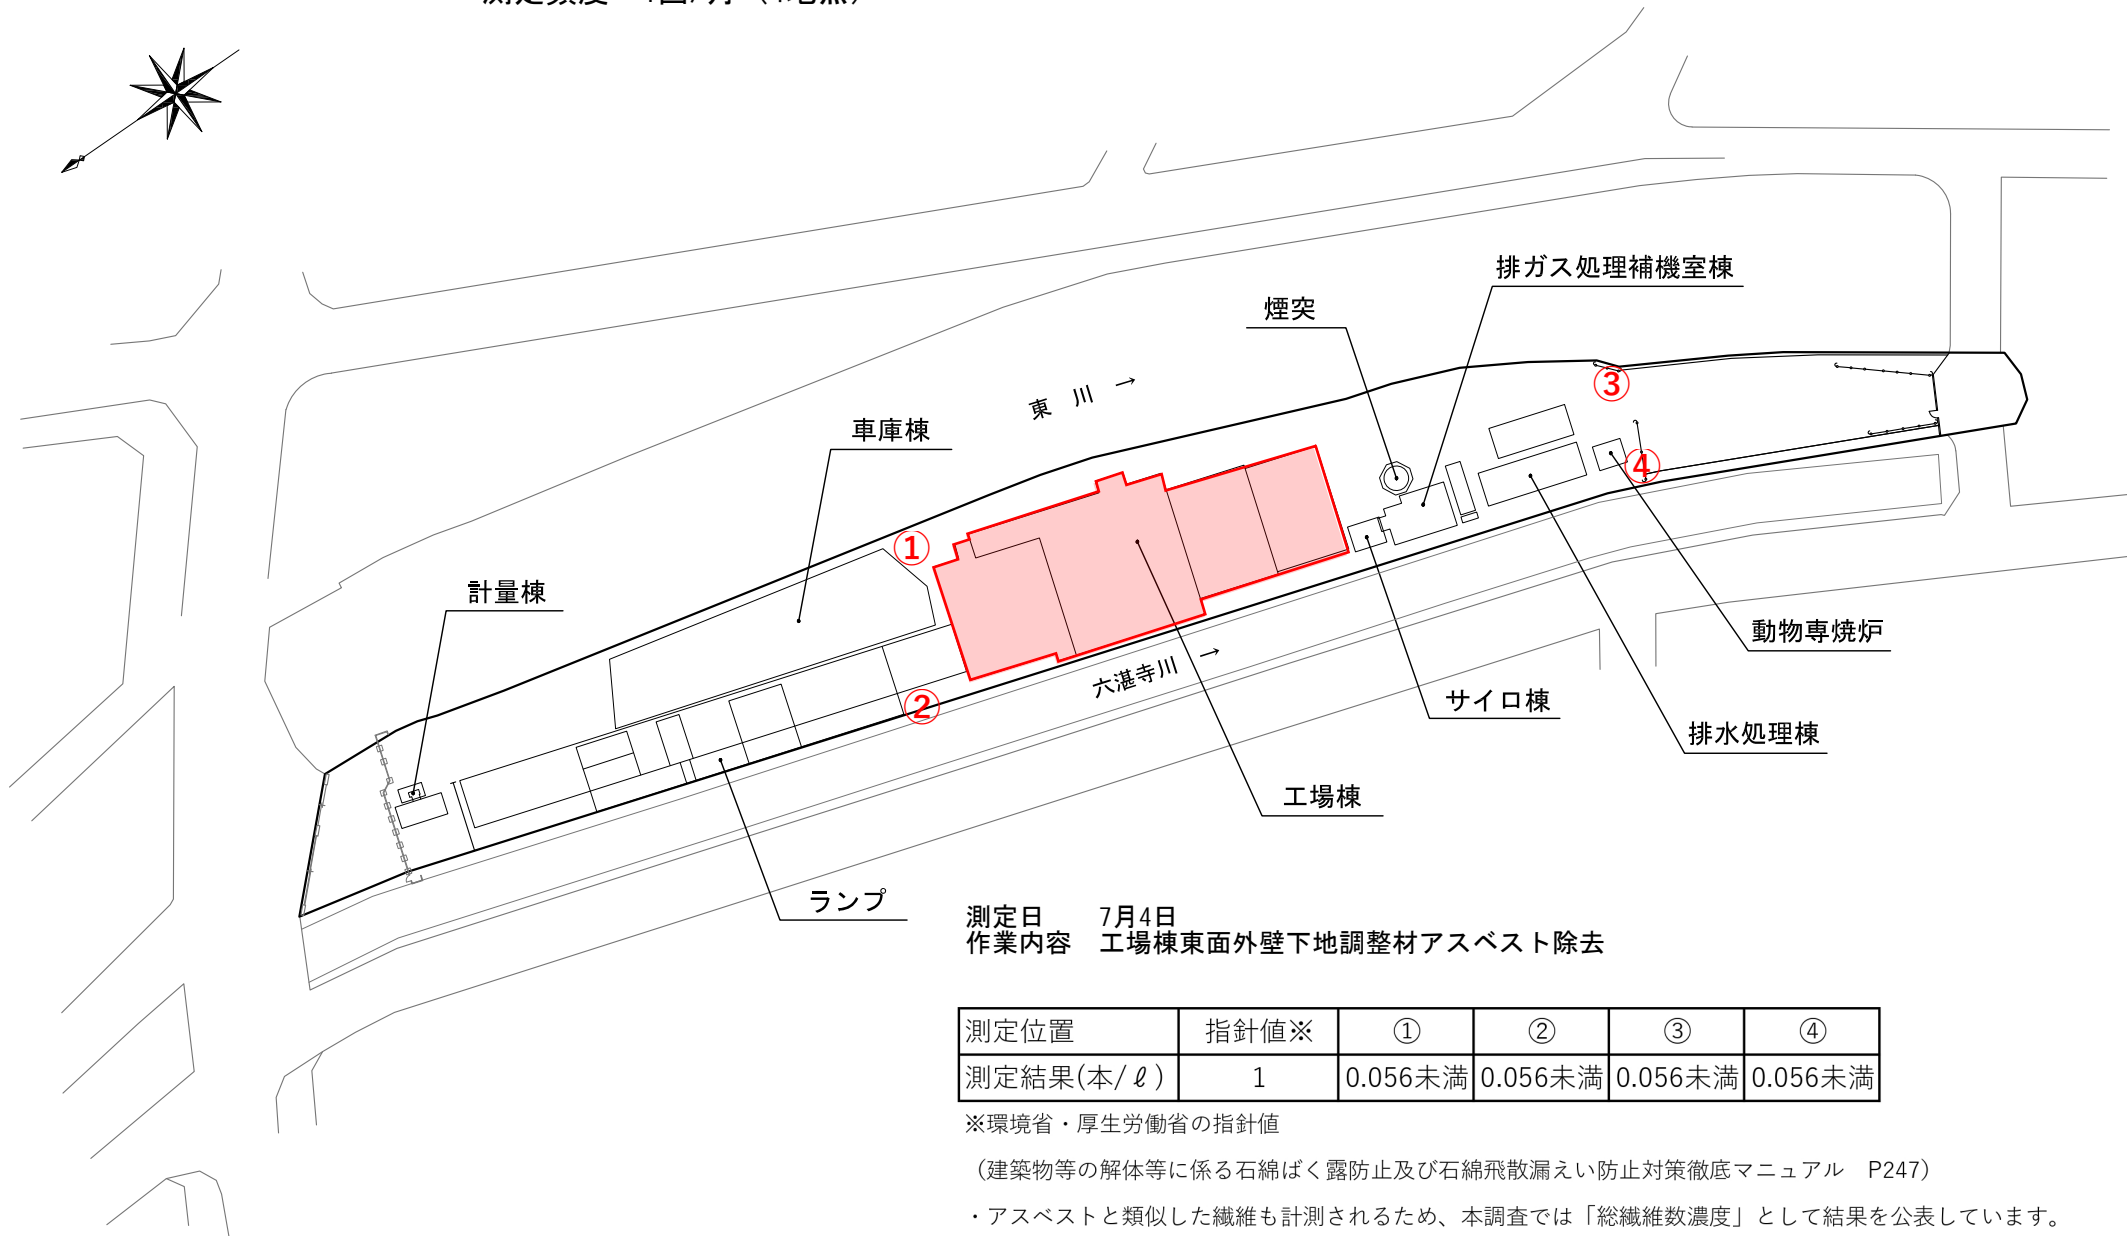 排ガス処理補機室棟
煙突
③
東 川 →
車庫棟
④
①
計量棟
動物専焼炉
六湛寺川 →
サイロ棟
②
排水処理棟
工場棟
ランプ
測定日 7月4日
作業内容 工場棟東面外壁下地調整材アスベスト除去
測定位置 指針値※ ① ② ③ ④
測定結果(本/ℓ) 1 0.056未満 0.056未満 0.056未満 0.056未満
※環境省・厚生労働省の指針値
（建築物等の解体等に係る石綿ばく露防止及び石綿飛散漏えい防止対策徹底マニュアル P247）
・アスベストと類似した繊維も計測されるため、本調査では「総繊維数濃度」として結果を公表しています。